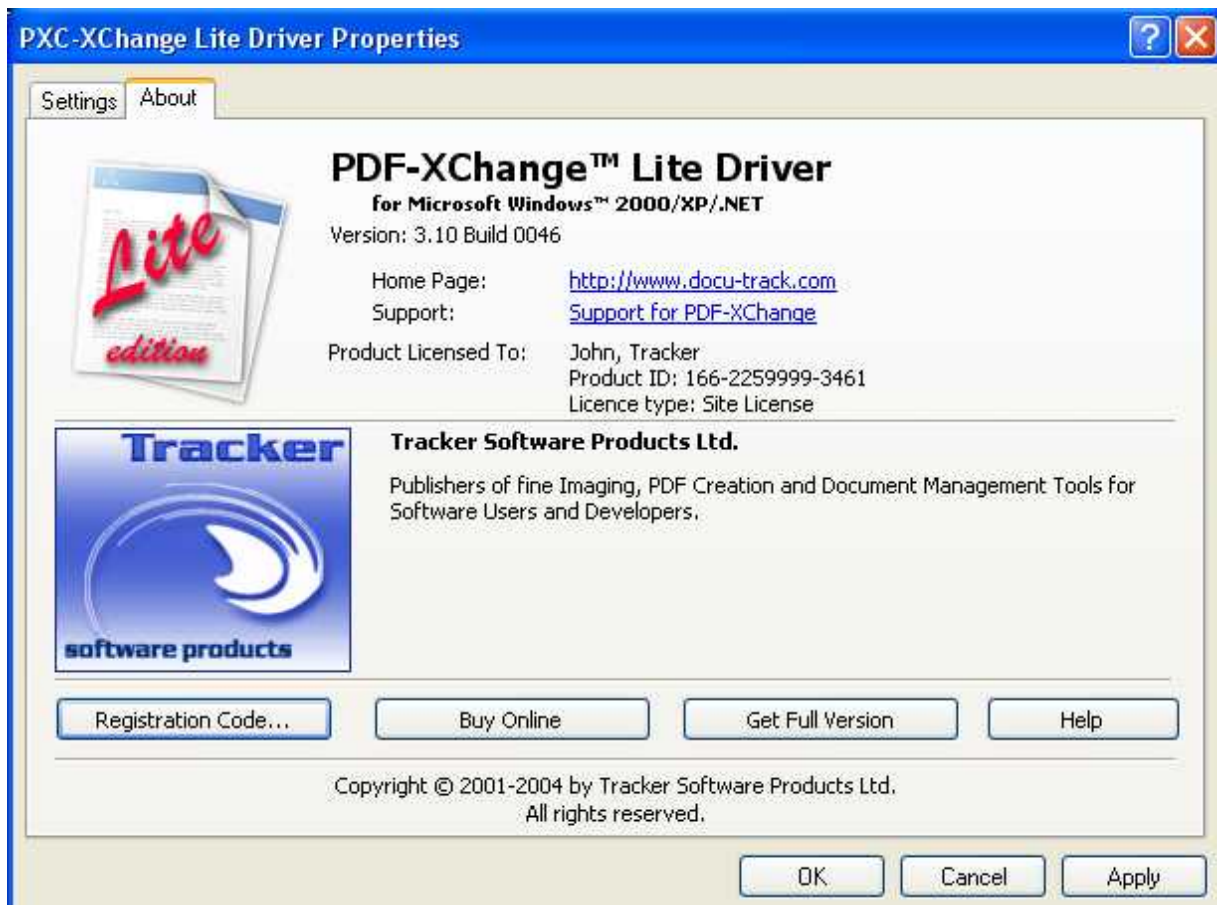 PXC-XChange Lite Driver Properties
Settings
About
Lite
edition
PDF-XChange™ Lite Driver
for Microsoft Windows™ 2000/XP/.NET
Version: 3.10 Build 0046
Home Page: http://www.docu-track.com
Support: Support for PDF-XChange
Product Licensed To: John, Tracker
Product ID: 166-2259999-3461
Licence type: Site License
Tracker
software products
Tracker Software Products Ltd.
Publishers of fine Imaging, PDF Creation and Document Management Tools for
Software Users and Developers.
Registration Code...
Buy Online
Get Full Version
Help
Copyright © 2001-2004 by Tracker Software Products Ltd.
All rights reserved.
OK
Cancel
Apply